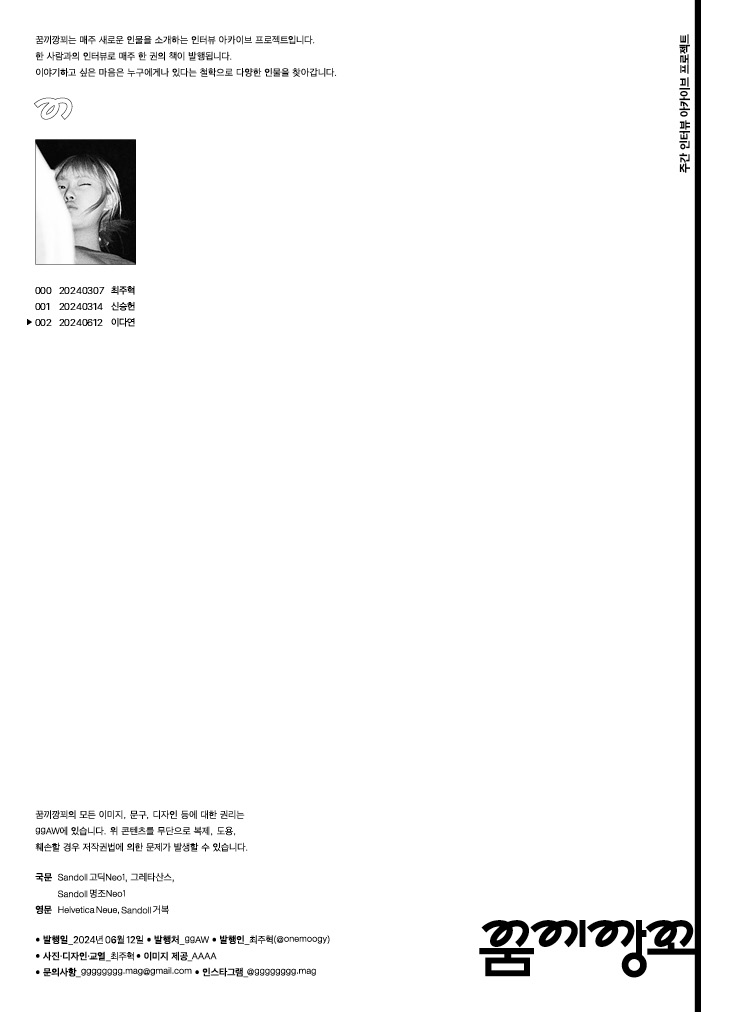 꿈끼깡꾀는 매주 새로운 인물을 소개하는 인터뷰 아카이브 프로젝트입니다.
한 사람과의 인터뷰로 매주 한 권의 책이 발행됩니다.
이야기하고 싶은 마음은 누구에게나 있다는 철학으로 다양한 인물을 찾아갑니다.
주간 인터뷰 아카이브 프로젝트
ㄲ
000 20240307 최주혁
001 20240314 신승헌
▶ 002 20240612 이다연
꿈끼깡꾀의 모든 이미지, 문구, 디자인 등에 대한 권리는
ggAW에 있습니다. 위 콘텐츠를 무단으로 복제, 도용,
훼손할 경우 저작권법에 의한 문제가 발생할 수 있습니다.
국문 Sandoll 고딕Neo1, 그레타산스,
Sandoll 명조Neo1
영문 Helvetica Neue, Sandoll 거복
• 발행일_2024년 06월 12일 • 발행처_ggAW • 발행인_최주혁(@onemoogy)
• 사진·디자인·교열_최주혁 • 이미지 제공_AAAA
• 문의사항_gggggggg.mag@gmail.com • 인스타그램_@gggggggg.mag
꿈끼깡꾀